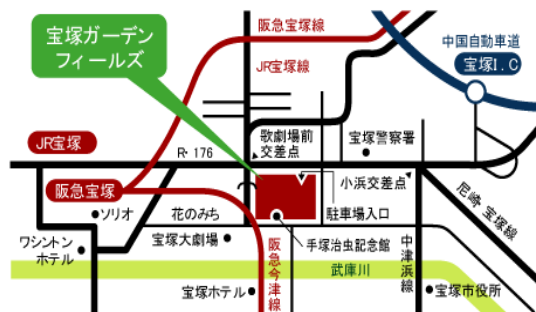 宝塚ガーデン
フィールズ
阪急宝塚線
JR宝塚線
中国自動車道
宝塚I.C
JR宝塚
R・176
歌劇場前
交差点
宝塚警察署
阪急宝塚
小浜交差点
ソリオ
花のみち
駐車場入口
尼崎・宝塚線
ワシントン
ホテル
宝塚大劇場
手塚治虫記念館
阪急今津線
武庫川
中津浜線
宝塚ホテル
宝塚市役所